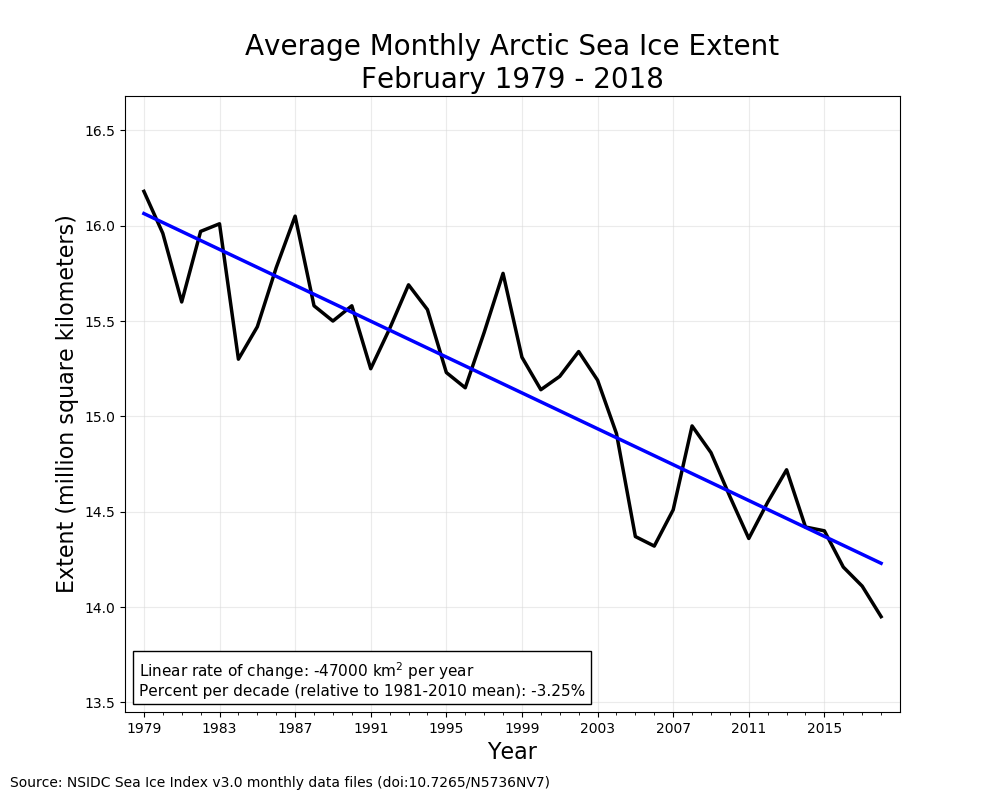 Average Monthly Arctic Sea Ice Extent
February 1979 - 2018
Extent (million square kilometers)
16.5
16.0
15.5
15.0
14.5
14.0
13.5
Linear rate of change: -47000 km² per year
Percent per decade (relative to 1981-2010 mean): -3.25%
1979 1983 1987 1991 1995 1999 2003 2007 2011 2015
Year
Source: NSIDC Sea Ice Index v3.0 monthly data files (doi:10.7265/N5736NV7)